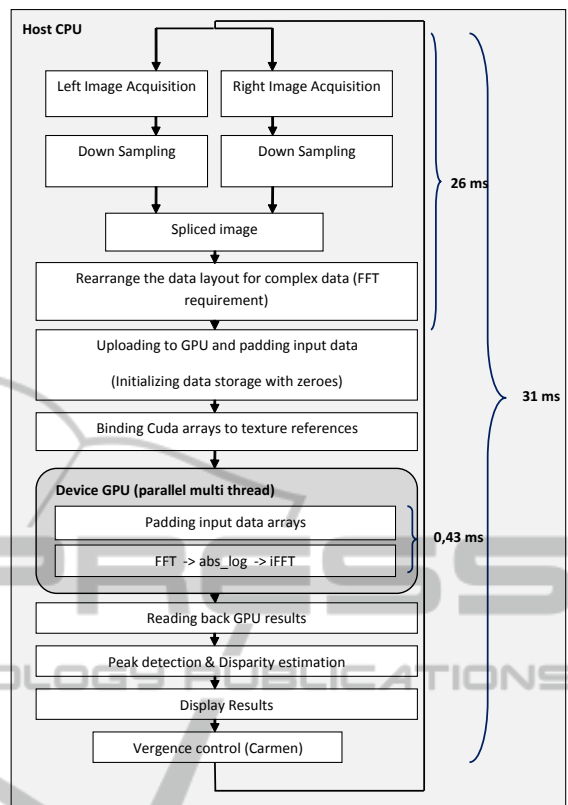 Host CPU
Left Image Acquisition
Right Image Acquisition
Down Sampling
Down Sampling
26 ms
Spliced image
Rearrange the data layout for complex data (FFT
requirement)
Uploading to GPU and padding input data
(Initializing data storage with zeroes)
31 ms
Binding Cuda arrays to texture references
Device GPU (parallel multi thread)
Padding input data arrays
0,43 ms
FFT -> abs_log -> iFFT
PRESS
Reading back GPU results
Peak detection & Disparity estimation
OLOGY PUBLICATIONS
Display Results
Vergence control (Carmen)